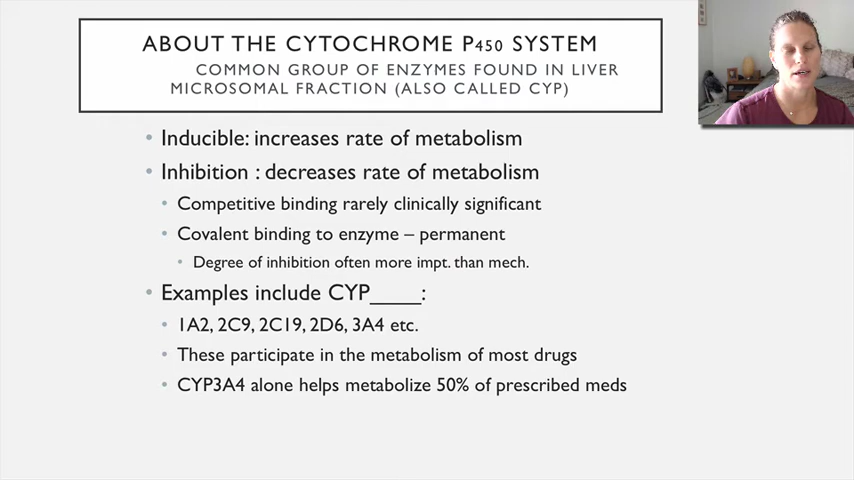 ABOUT THE CYTOCHROME P450 SYSTEM
COMMON GROUP OF ENZYMES FOUND IN LIVER
MICROSOMAL FRACTION (ALSO CALLED CYP)
• Inducible: increases rate of metabolism
• Inhibition : decreases rate of metabolism
• Competitive binding rarely clinically significant
• Covalent binding to enzyme – permanent
• Degree of inhibition often more impt. than mech.
• Examples include CYP____:
• 1A2, 2C9, 2C19, 2D6, 3A4 etc.
• These participate in the metabolism of most drugs
• CYP3A4 alone helps metabolize 50% of prescribed meds